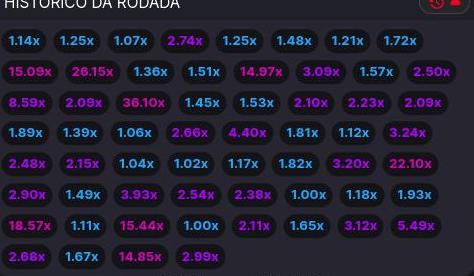 HISTÓRICO DA RODADA
1.14x 1.25x 1.07x 2.74x 1.25x 1.48x 1.21x 1.72x
15.09x 26.15x 1.36x 1.51x 14.97x 3.09x 1.57x 2.50x
8.59x 2.09x 36.10x 1.45x 1.53x 2.10x 2.23x 2.09x
1.89x 1.39x 1.06x 2.66x 4.40x 1.81x 1.12x 3.24x
2.48x 2.15x 1.04x 1.02x 1.17x 1.82x 3.20x 22.10x
2.90x 1.49x 3.93x 2.54x 2.38x 1.00x 1.18x 1.93x
18.57x 1.11x 15.44x 1.00x 2.11x 1.65x 3.12x 5.49x
2.68x 1.67x 14.85x 2.99x